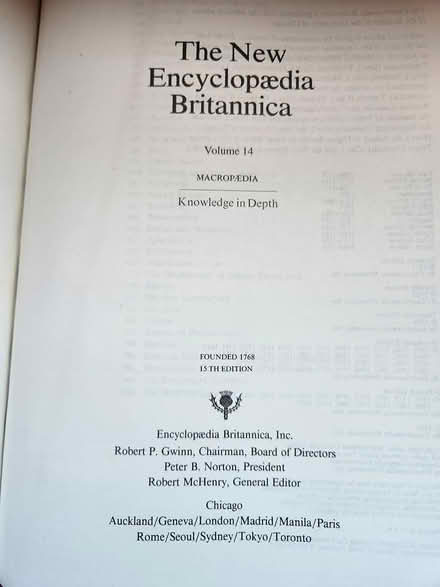 The New
Encyclopædia
Britannica
Volume 14
MACROPÆDIA
Knowledge in Depth
FOUNDED 1768
15 TH EDITION
Encyclopædia Britannica, Inc.
Robert P. Gwinn, Chairman, Board of Directors
Peter B. Norton, President
Robert McHenry, General Editor
Chicago
Auckland/Geneva/London/Madrid/Manila/Paris
Rome/Seoul/Sydney/Tokyo/Toronto